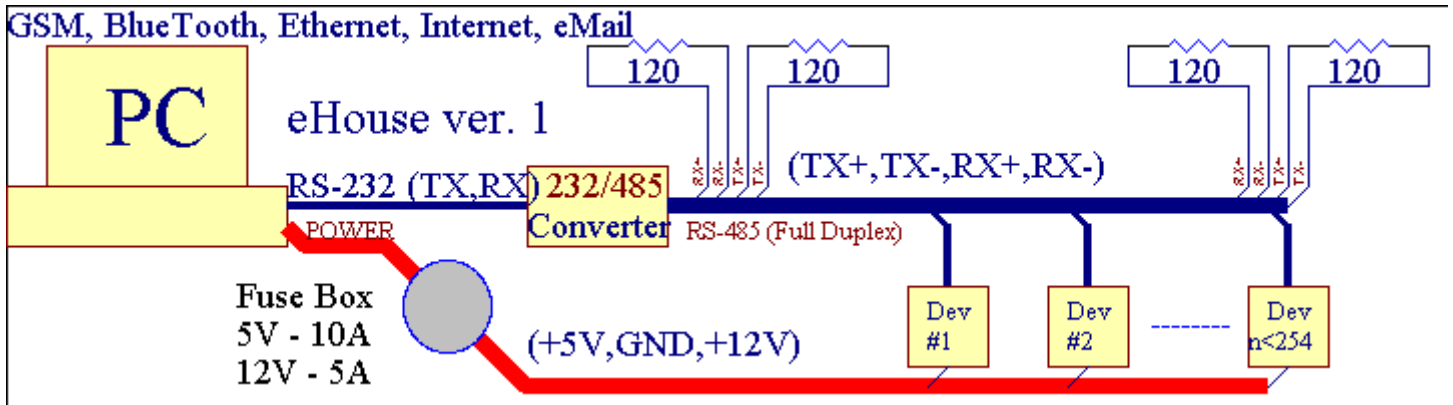 GSM, BlueTooth, Ethernet, Internet, eMail
120
120
120
120
PC
eHouse ver. 1
RX+
RX-
TX+
TX-
(TX+,TX-,RX+,RX-)
RX+
RX-
TX+
TX-
RS-232 (TX,RX)
232/485
Converter
RS-485 (Full Duplex)
POWER
Fuse Box
5V - 10A
12V - 5A
(+5V,GND,+12V)
Dev
#1
Dev
#2
Dev
n<254